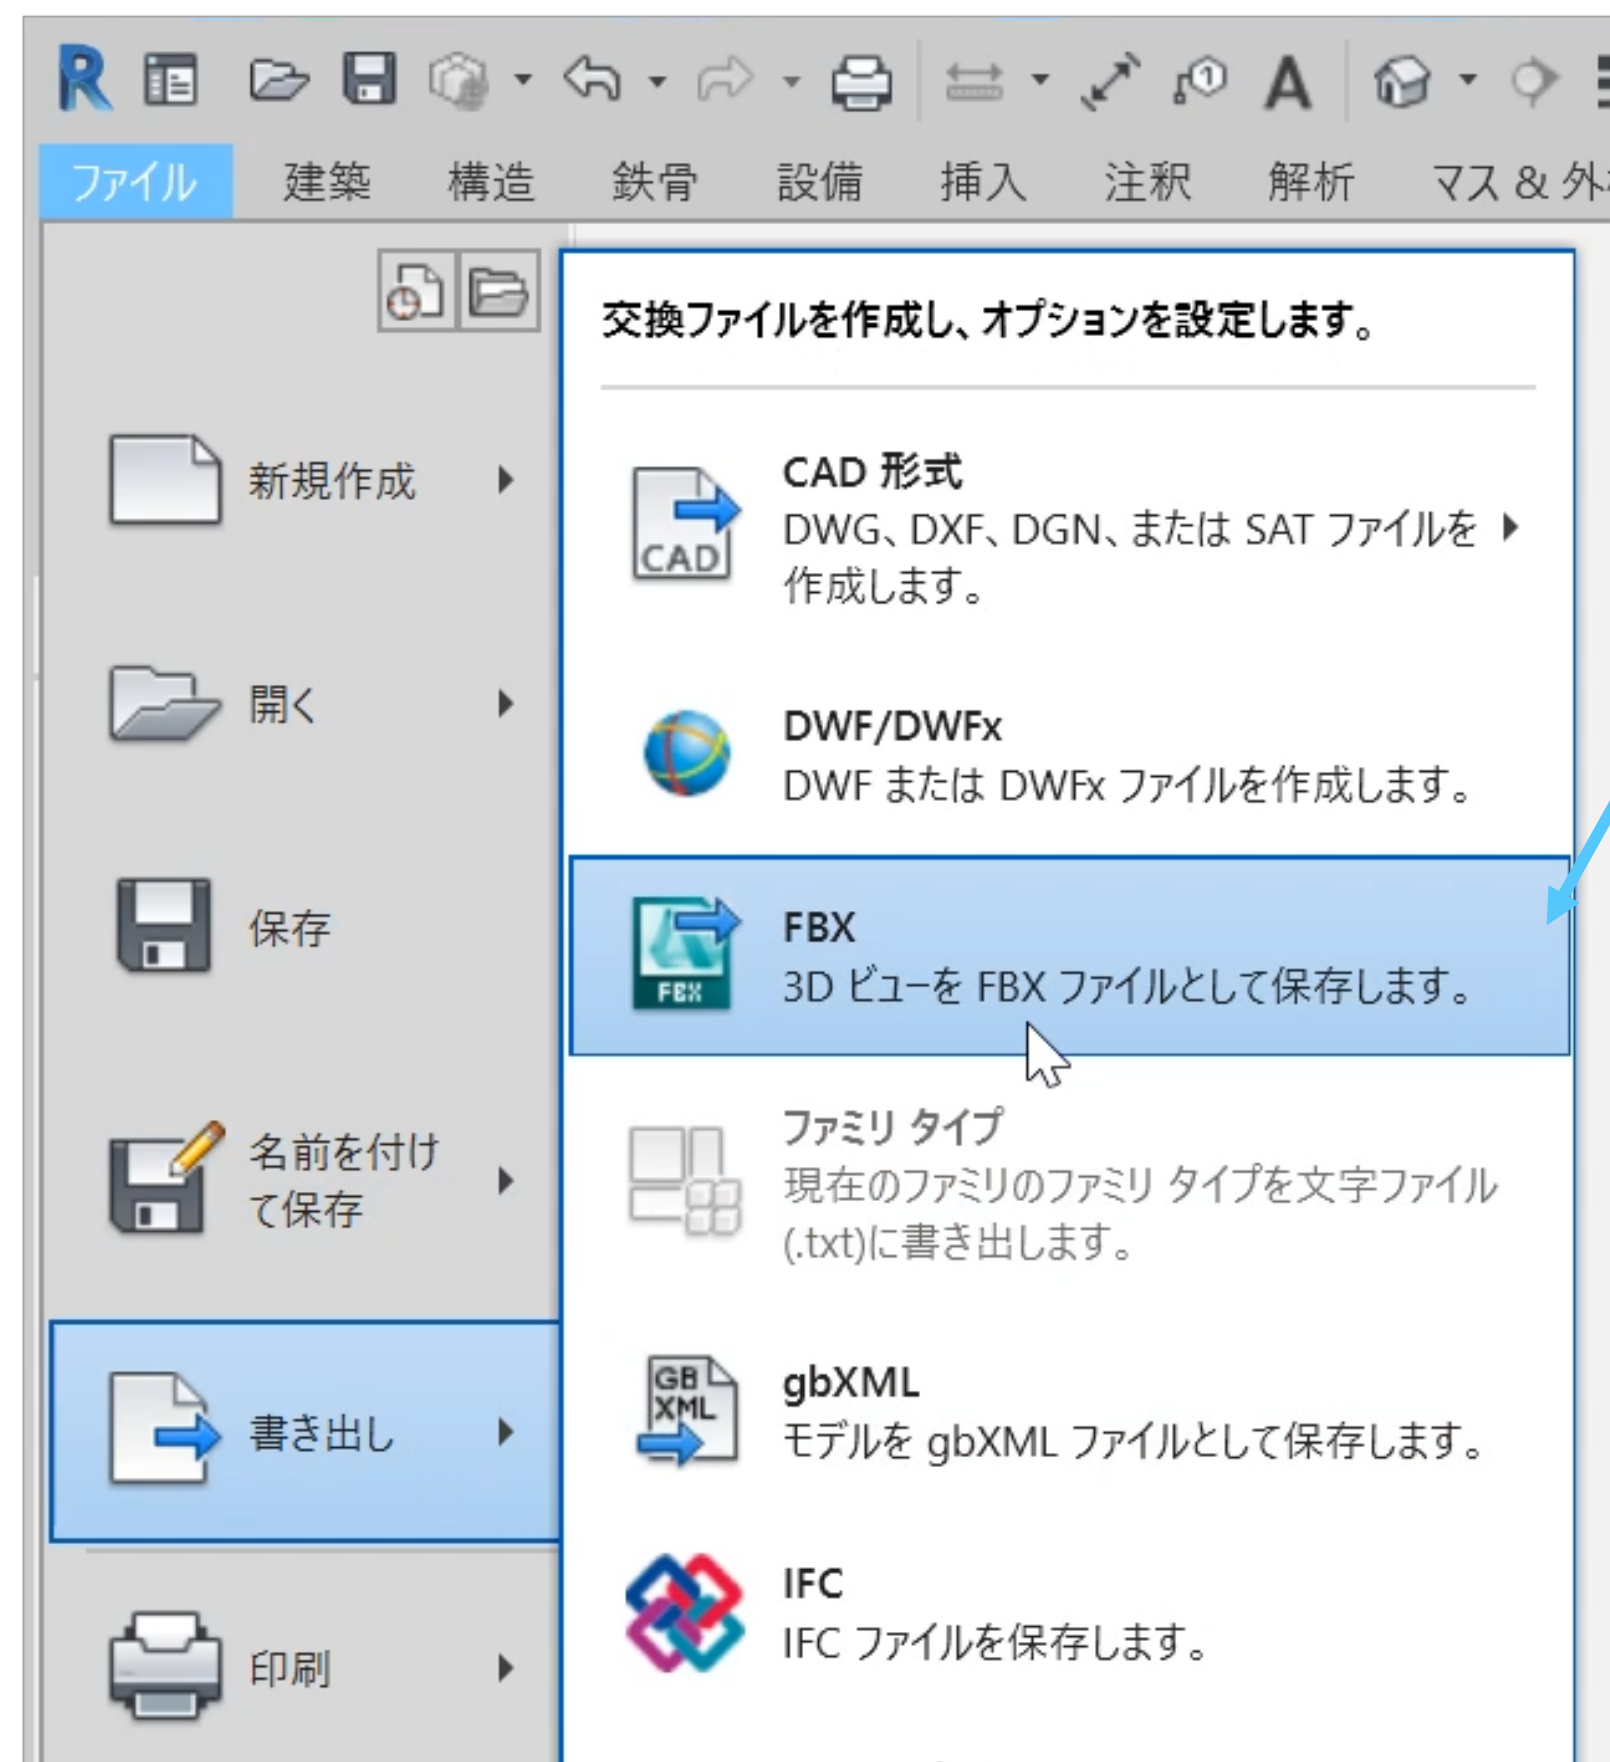 R
A
1
ファイル 建築 構造 鉄骨 設備 挿入 注釈 解析 マス & 外
交換ファイルを作成し、オプションを設定します。
新規作成
開く
保存
名前を付け
て保存
書き出し
印刷
CAD
CAD 形式
DWG、DXF、DGN、または SAT ファイルを
作成します。
DWF/DWFx
DWF または DWFx ファイルを作成します。
FBX
FBX
3D ビューを FBX ファイルとして保存します。
ファミリ タイプ
現在のファミリのファミリ タイプを文字ファイル
(.txt)に書き出します。
GB
XML
gbXML
モデルを gbXML ファイルとして保存します。
IFC
IFC ファイルを保存します。